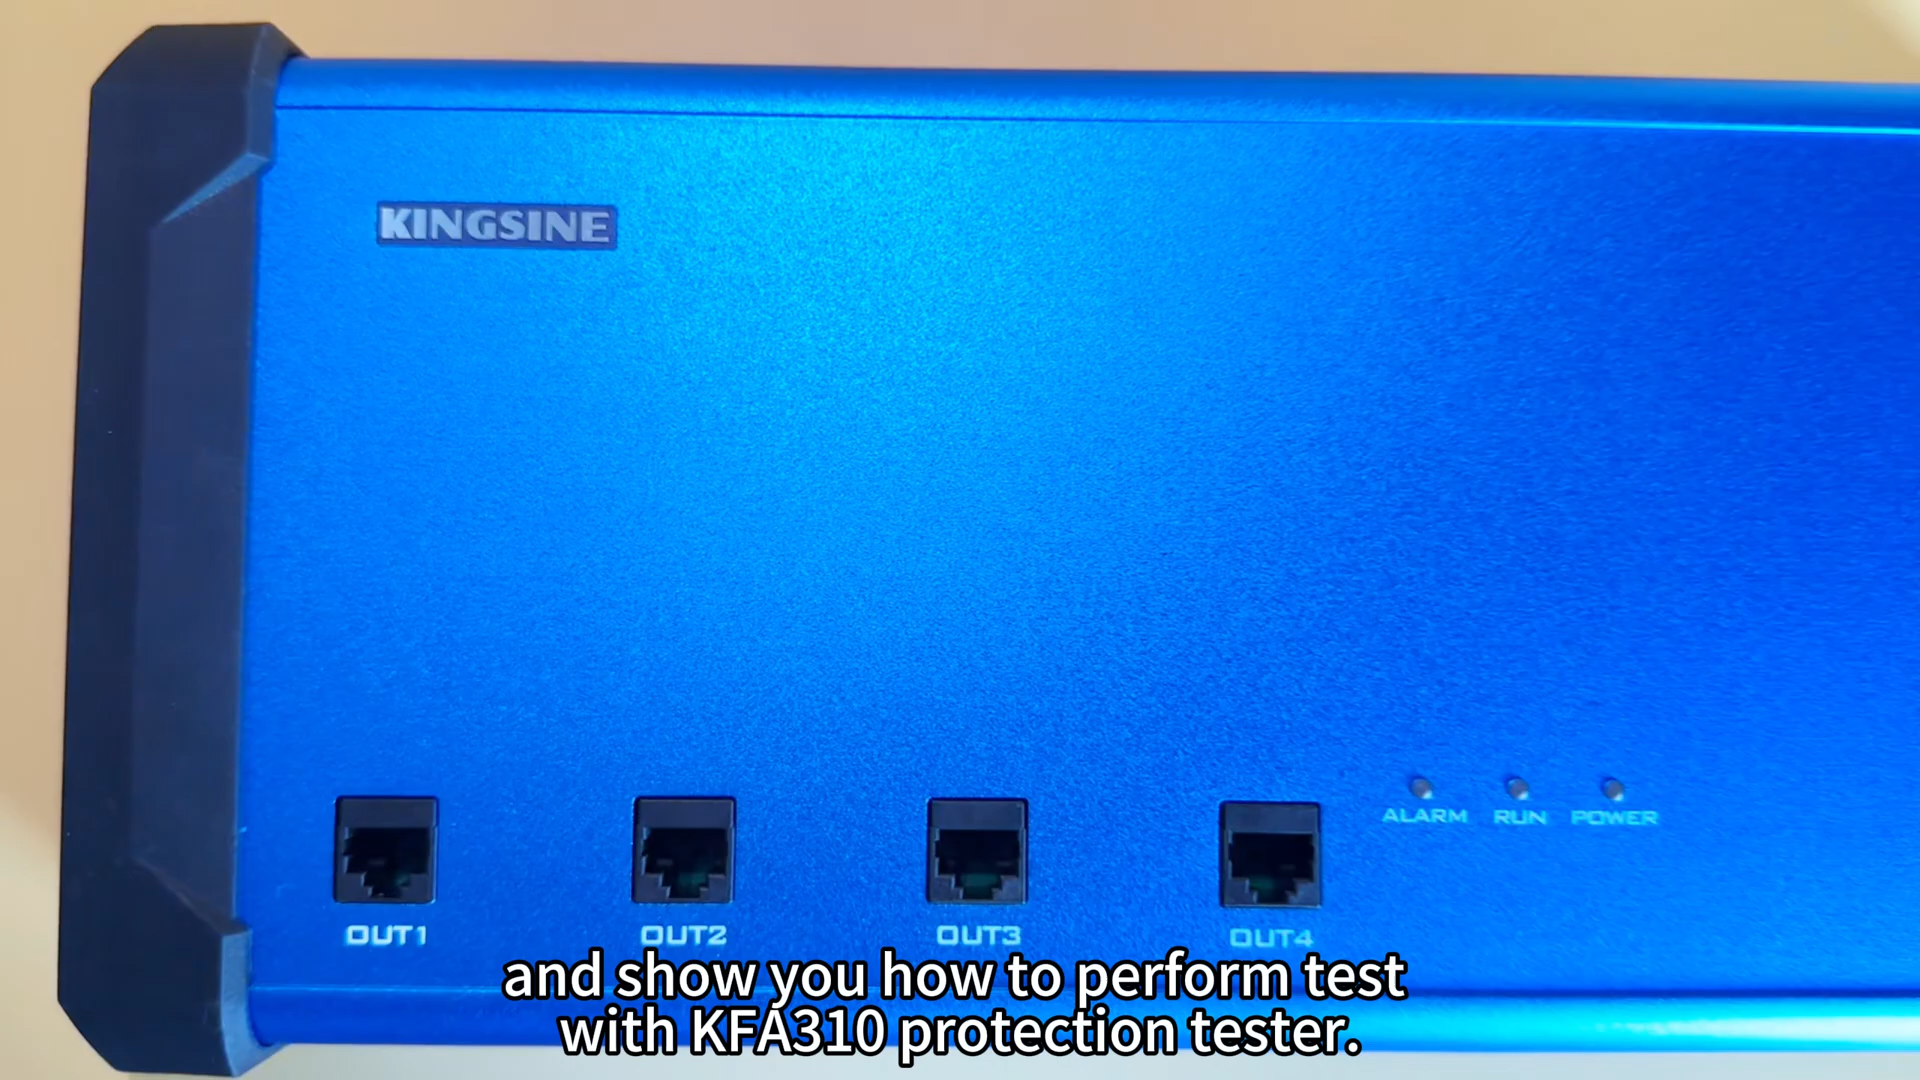 KINGSINE
ALARM RUN POWER
OUT1 OUT2 OUT3 OUT4
and show you how to perform test
with KFA310 protection tester.